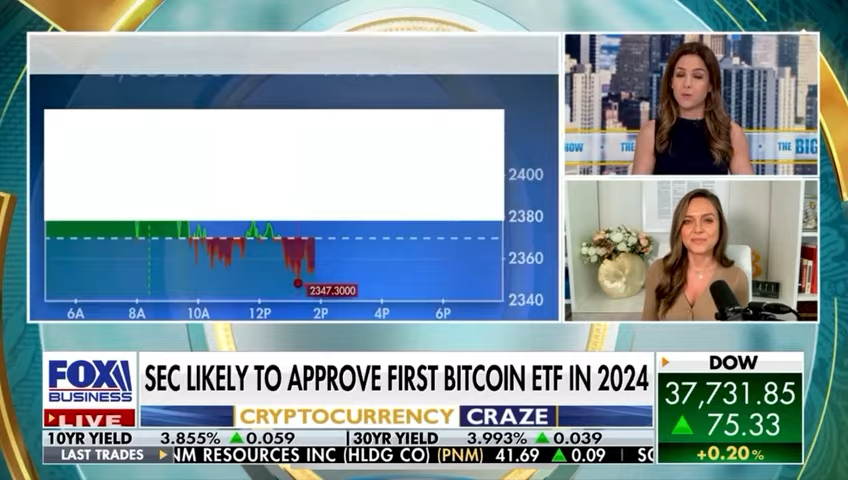 2400
2380
2360
2340
2347.3000
6A 8A 10A 12P 2P 4P 6P
THE BIG
FOX
BUSINESS
LIVE
SEC LIKELY TO APPROVE FIRST BITCOIN ETF IN 2024
CRYPTOCURRENCY CRAZE
DOW
37,731.85
75.33
+0.20%
10YR YIELD 3.855% 0.059 30YR YIELD 3.993% 0.039
LAST TRADES NM RESOURCES INC (HLDG CO) (PNM) 41.69 0.09